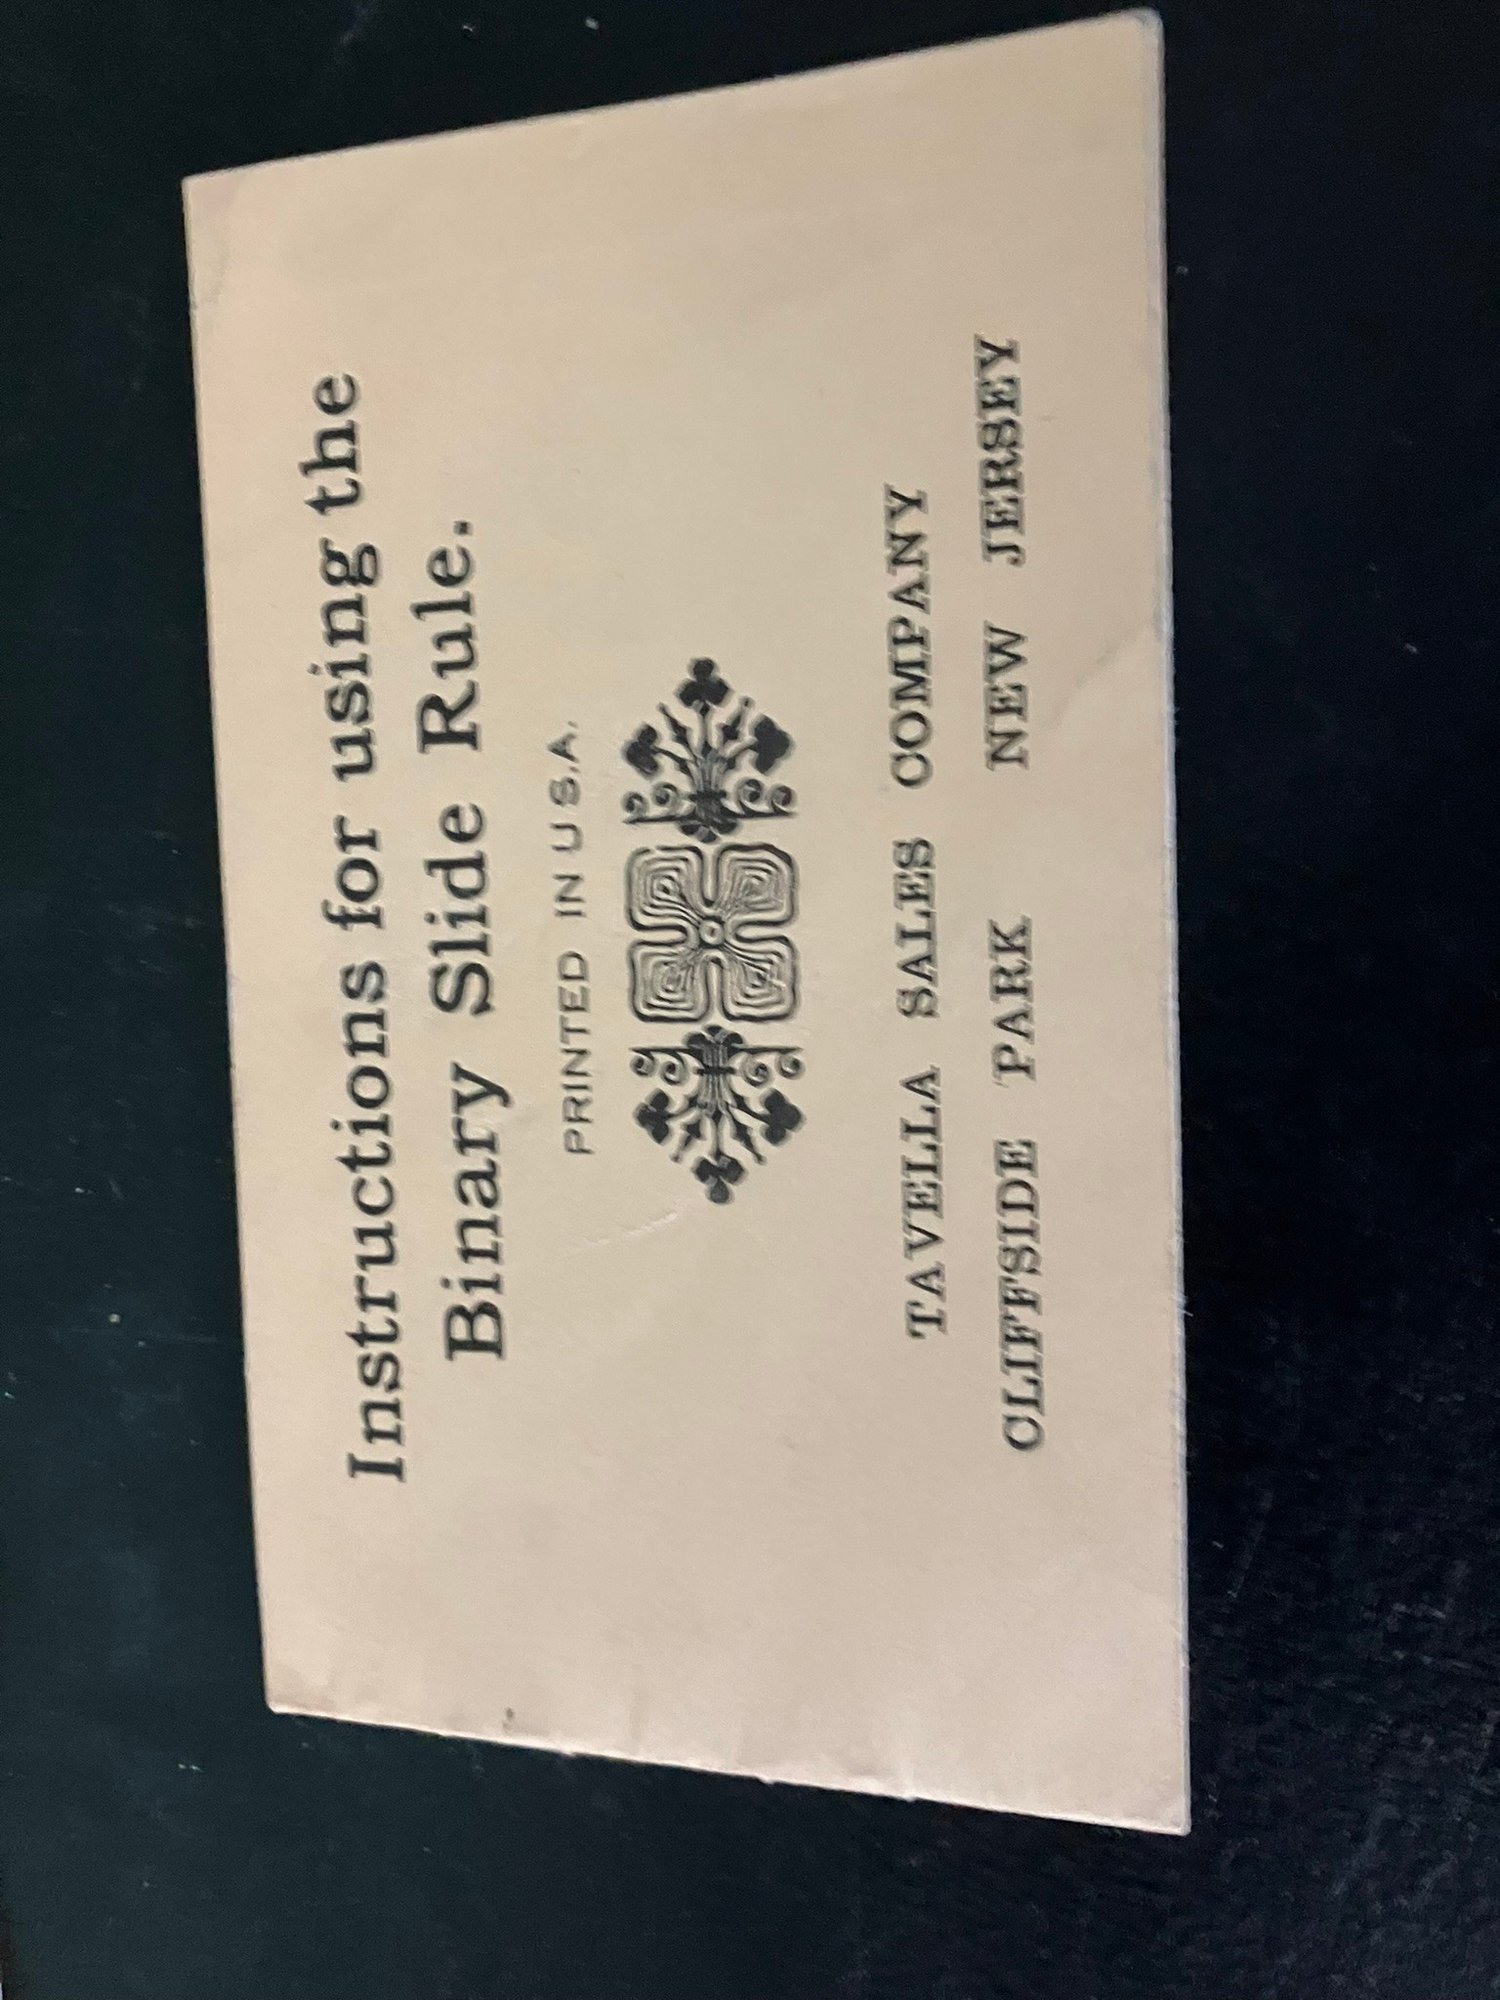 Instructions for using the
Binary Slide Rule.
PRINTED IN U.S.A.
TAVELLA SALES COMPANY
CLIFFSIDE PARK NEW JERSEY